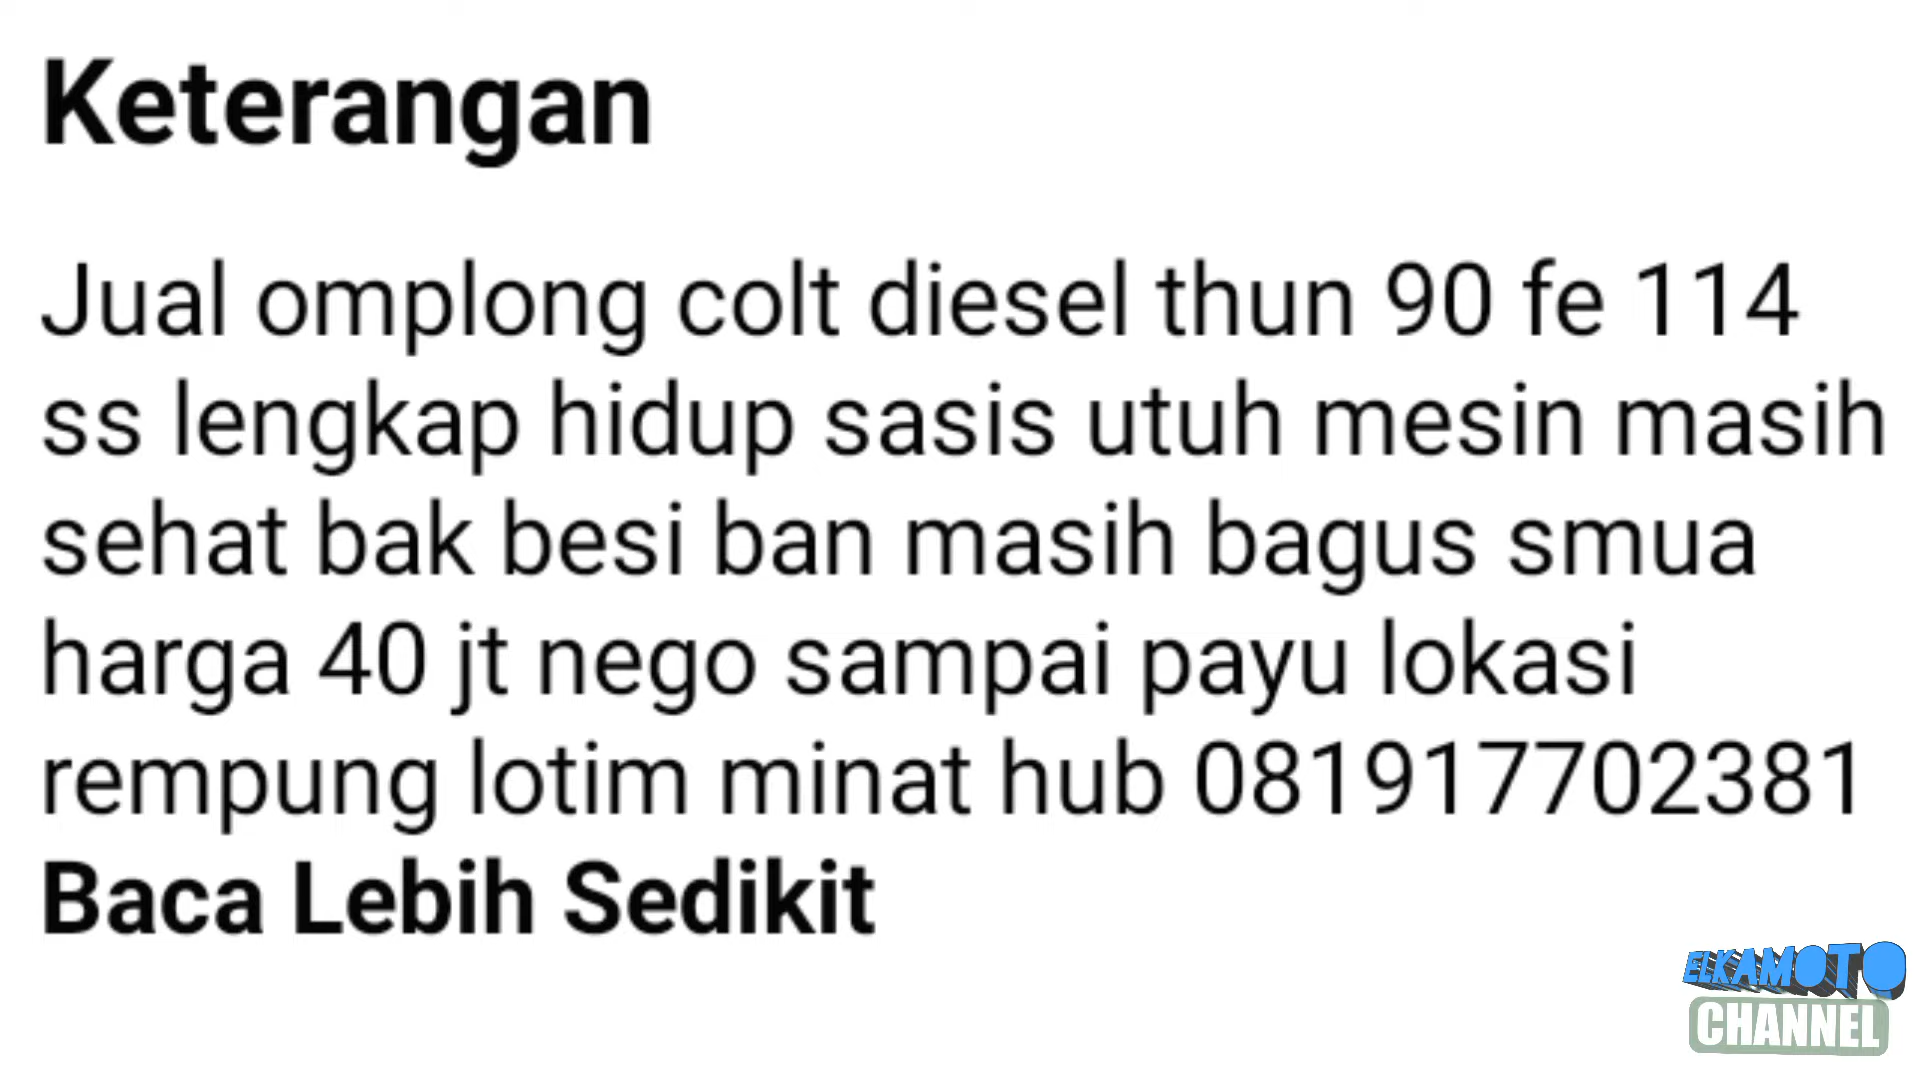 Keterangan
Jual omplong colt diesel thun 90 fe 114
ss lengkap hidup sasis utuh mesin masih
sehat bak besi ban masih bagus smua
harga 40 jt nego sampai payu lokasi
rempung lotim minat hub 081917702381
Baca Lebih Sedikit
ELKAMOTO
CHANNEL